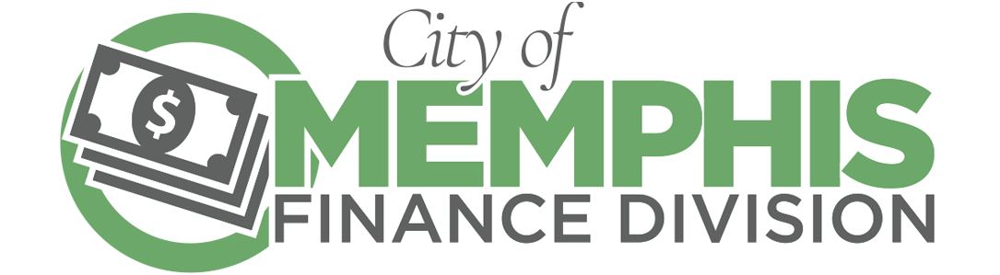 $
City of
MEMPHIS
FINANCE DIVISION